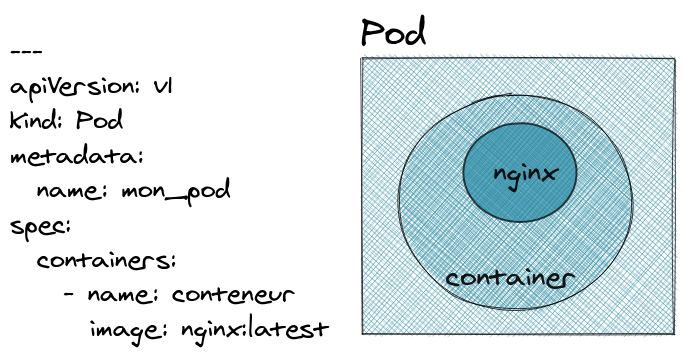 ---
apiVersion: v1
kind: Pod
metadata:
  name: mon_pod
spec:
  containers:
    - name: conteneur
      image: nginx:latest
Pod
nginx
container